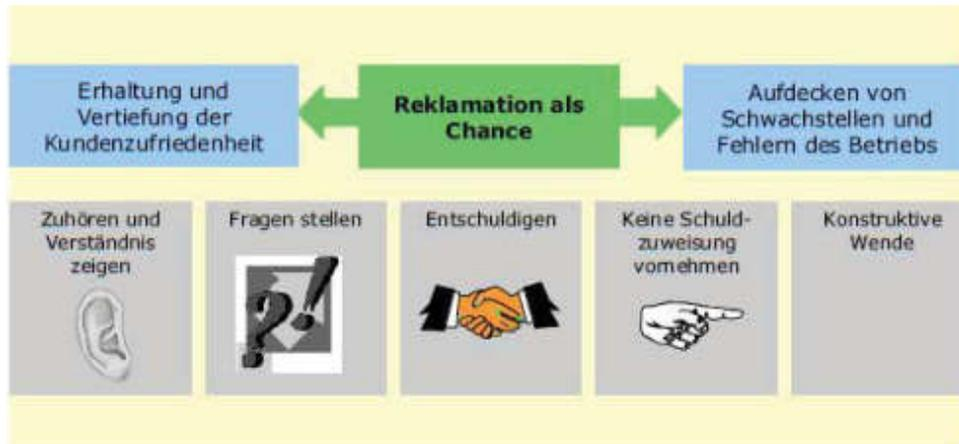 Erhaltung und
Vertiefung der
Kundenzufriedenheit
Reklamation als
Chance
Aufdecken von
Schwachstellen und
Fehlern des Betriebs
Zuhören und
Verständnis
zeigen
Fragen stellen
?!
Entschuldigen
Keine Schuld-
zuweisung
vornehmen
Konstruktive
Wende